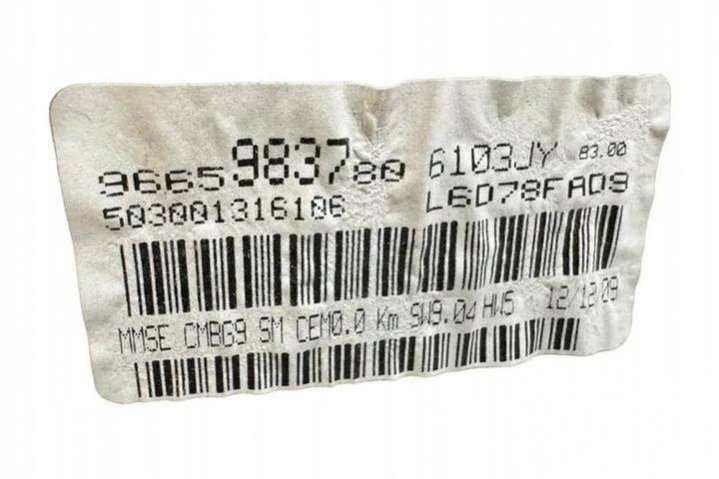 9665983780 6103JY 83.00
503001316106 L6D78FAD9
MMSE CMBG9 SM CEM0.0 Km SW9.04 HW5 12/12.09